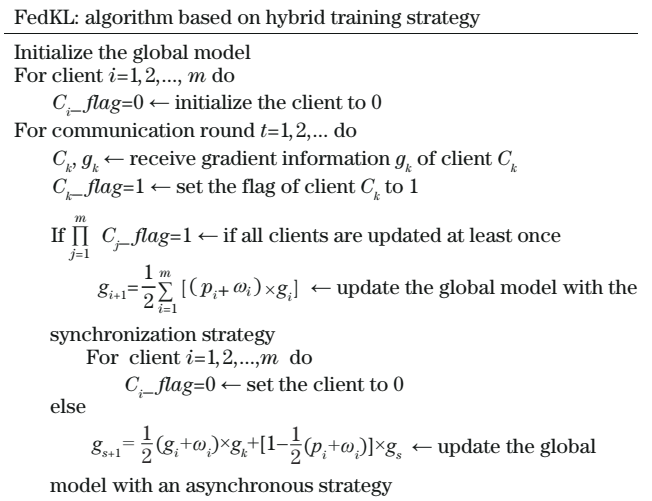 FedKL: algorithm based on hybrid training strategy
Initialize the global model
For client i=1,2,..., m do
C_i_flag=0 ← initialize the client to 0
For communication round t=1,2,... do
C_k, g_k ← receive gradient information g_k of client C_k
C_k_flag=1 ← set the flag of client C_k to 1
If ∏_{j=1}^{m} C_j_flag=1 ← if all clients are updated at least once
g_{i+1}=1/2 ∑_{i=1}^{m} [(p_i+ω_i)×g_i] ← update the global model with the
synchronization strategy
For client i=1,2,...,m do
C_i_flag=0 ← set the client to 0
else
g_{s+1}= 1/2(g_i+ω_i)×g_k+[1−1/2(p_i+ω_i)]×g_s ← update the global
model with an asynchronous strategy